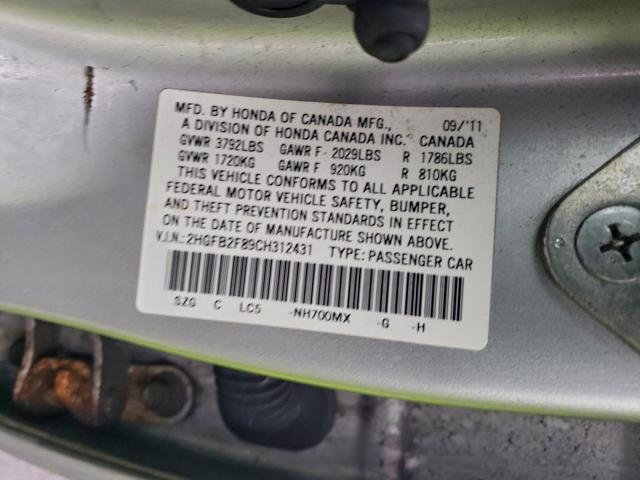 MFD. BY HONDA OF CANADA MFG., 09/'11
A DIVISION OF HONDA CANADA INC. CANADA
GVWR 3792LBS GAWR F - 2029LBS R 1786LBS
GVWR 1720KG GAWR F 920KG R 810KG
THIS VEHICLE CONFORMS TO ALL APPLICABLE
FEDERAL MOTOR VEHICLE SAFETY, BUMPER,
AND THEFT PREVENTION STANDARDS IN EFFECT
ON THE DATE OF MANUFACTURE SHOWN ABOVE.
V.I.N.:2HGFB2F89CH312431 TYPE: PASSENGER CAR
SZG C LC5 -NH700MX -G -H